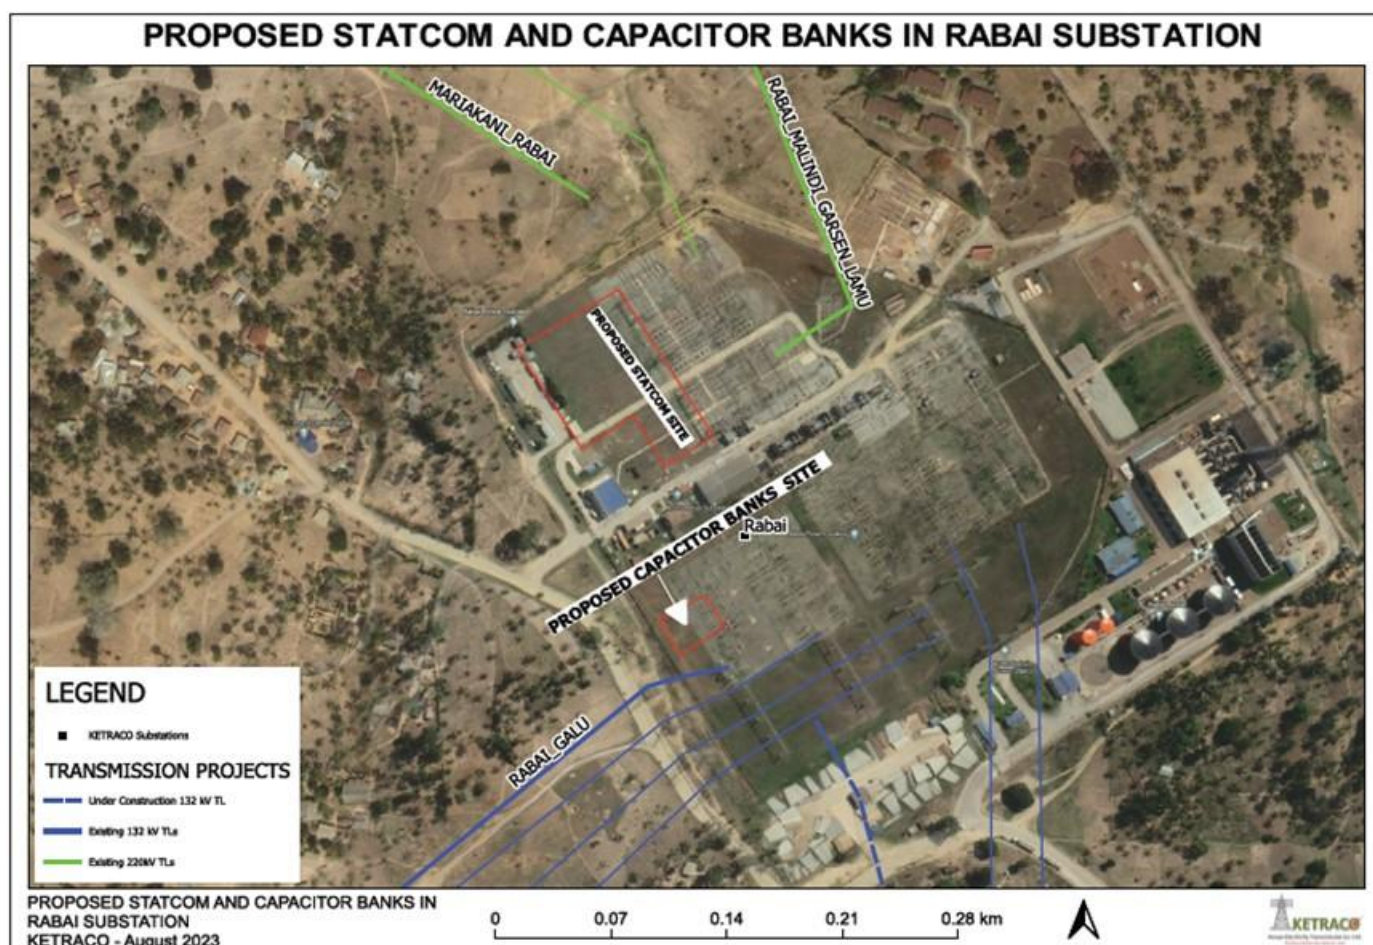 PROPOSED STATCOM AND CAPACITOR BANKS IN RABAI SUBSTATION
MARIAKANI_RABAI
RABAI_MALINDI_GARSEN_LAMU
PROPOSED STATCOM SITE
PROPOSED CAPACITOR BANKS SITE
Rabai
RABAI_GALU
LEGEND
KETRACO Substations
TRANSMISSION PROJECTS
Under Construction 132 kV TL
Existing 132 kV TLs
Existing 220kV TLs
PROPOSED STATCOM AND CAPACITOR BANKS IN
RABAI SUBSTATION
KETRACO - August 2023
0 0.07 0.14 0.21 0.28 km
KETRACO